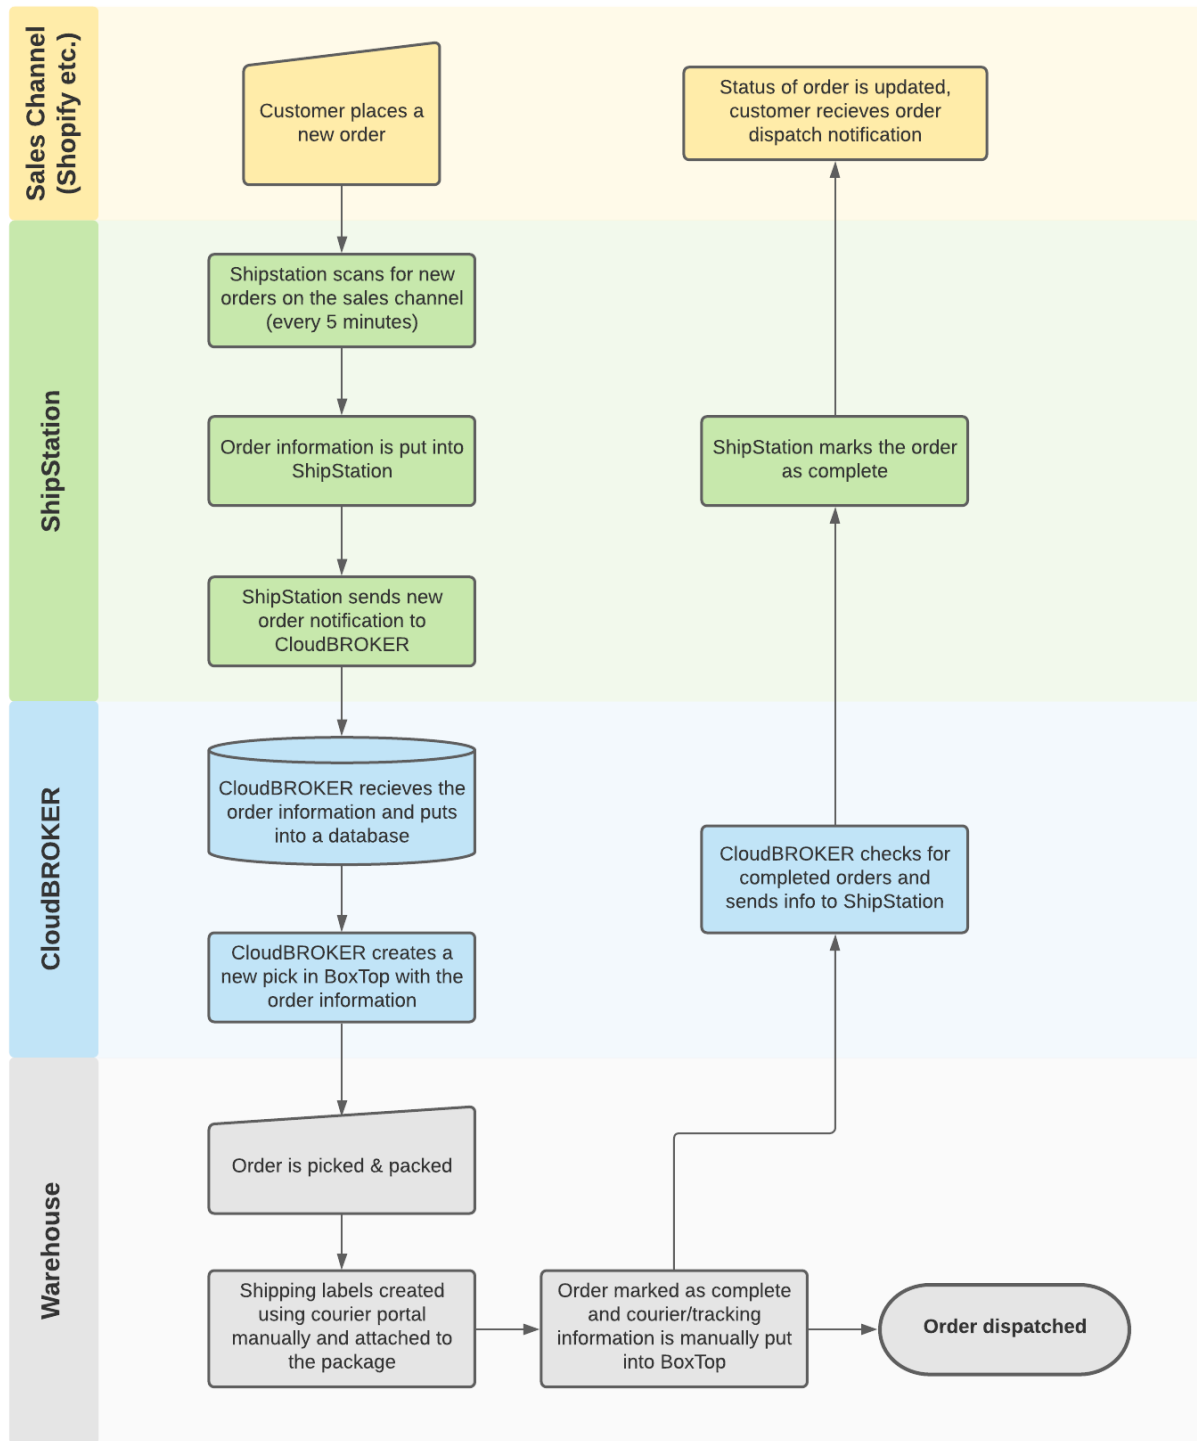 Sales Channel
(Shopify etc.)
Customer places a
new order
Status of order is updated,
customer recieves order
dispatch notification
ShipStation
Shipstation scans for new
orders on the sales channel
(every 5 minutes)
Order information is put into
ShipStation
ShipStation marks the order
as complete
ShipStation sends new
order notification to
CloudBROKER
CloudBROKER
CloudBROKER recieves the
order information and puts
into a database
CloudBROKER checks for
completed orders and
sends info to ShipStation
CloudBROKER creates a
new pick in BoxTop with the
order information
Warehouse
Order is picked & packed
Shipping labels created
using courier portal
manually and attached to
the package
Order marked as complete
and courier/tracking
information is manually put
into BoxTop
Order dispatched